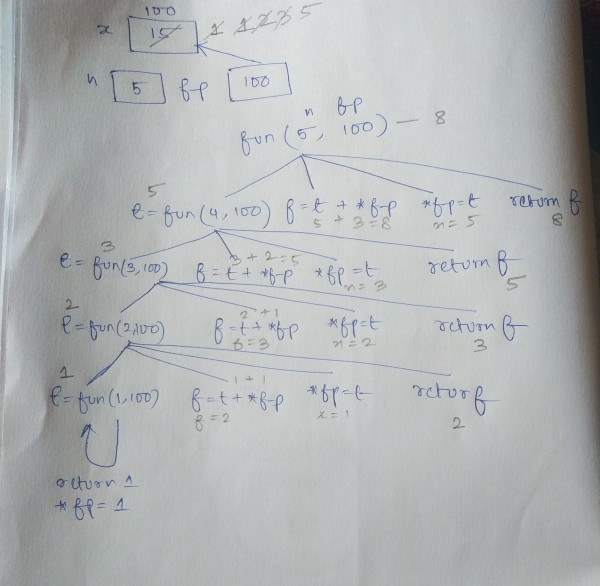 100
x 15 1 1 2 3 5
n 5 fp 100
n fp
fun(5, 100) — 8
5
t = fun(4,100) f = t + *fp *fp = t return f
5 + 3 = 8 x = 5 8
3 3 + 2 = 5
t = fun(3,100) f = t + *fp *fp = t return f
x = 3 5
2 2 + 1
t = fun(2,100) f = t + *fp *fp = t return f
f = 3 x = 2 3
1 1 + 1
t = fun(1,100) f = t + *fp *fp = t return f
f = 2 x = 1 2
return 1
*fp = 1